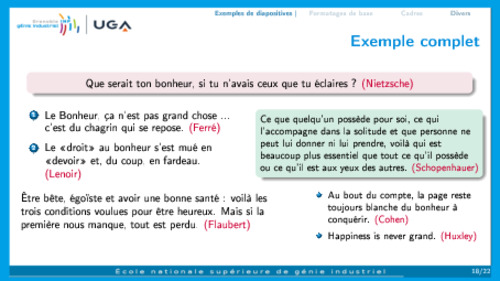 Exemples de diapositives | Formatages de base Cadres Divers
Grenoble INP
génie industriel
UGA
Exemple complet
Que serait ton bonheur, si tu n'avais ceux que tu éclaires ? (Nietzsche)
1 Le Bonheur, ça n'est pas grand chose ...
c'est du chagrin qui se repose. (Ferré)
2 Le «droit» au bonheur s'est mué en
«devoir» et, du coup, en fardeau.
(Lenoir)
Ce que quelqu'un possède pour soi, ce qui
l'accompagne dans la solitude et que personne ne
peut lui donner ni lui prendre, voilà qui est
beaucoup plus essentiel que tout ce qu'il possède
ou ce qu'il est aux yeux des autres. (Schopenhauer)
Être bête, égoïste et avoir une bonne santé : voilà les
trois conditions voulues pour être heureux. Mais si la
première nous manque, tout est perdu. (Flaubert)
Au bout du compte, la page reste
toujours blanche du bonheur à
conquérir. (Cohen)
Happiness is never grand. (Huxley)
École nationale supérieure de génie industriel
18/22